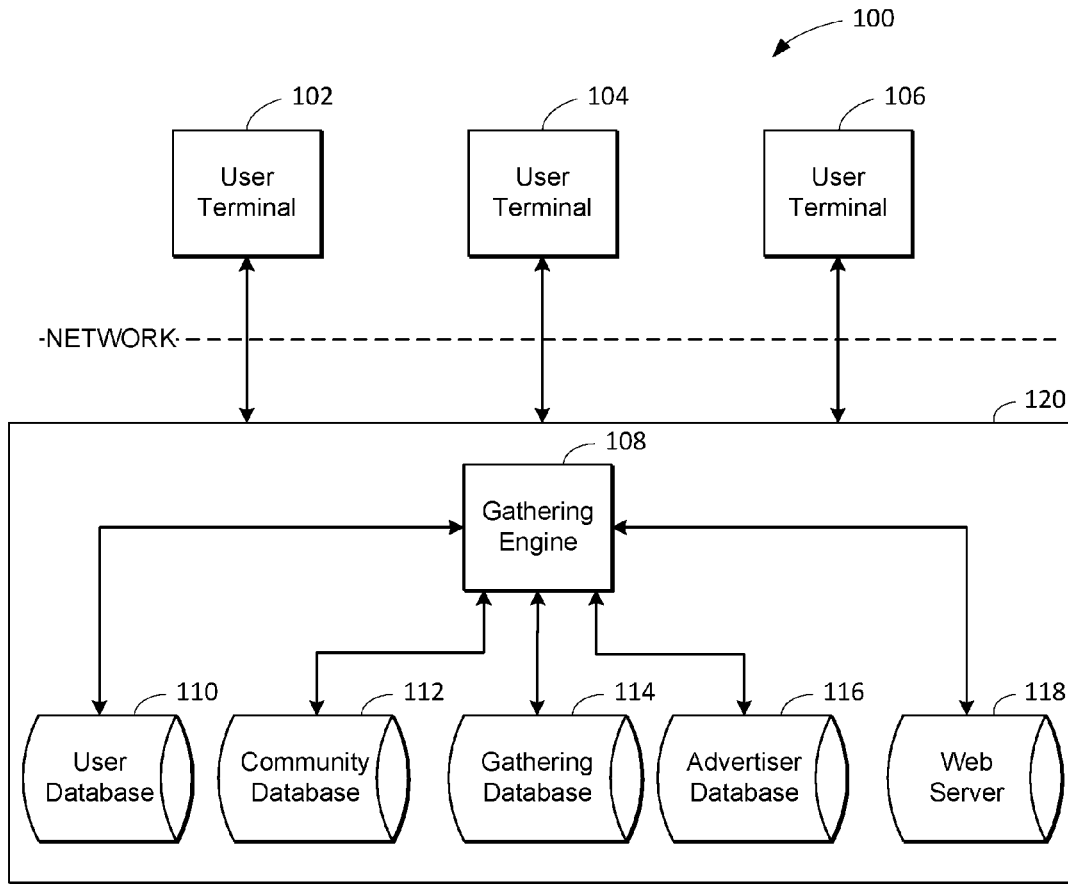 100
102
104
106
User
Terminal
User
Terminal
User
Terminal
NETWORK
120
108
Gathering
Engine
110
112
114
116
118
User
Database
Community
Database
Gathering
Database
Advertiser
Database
Web
Server